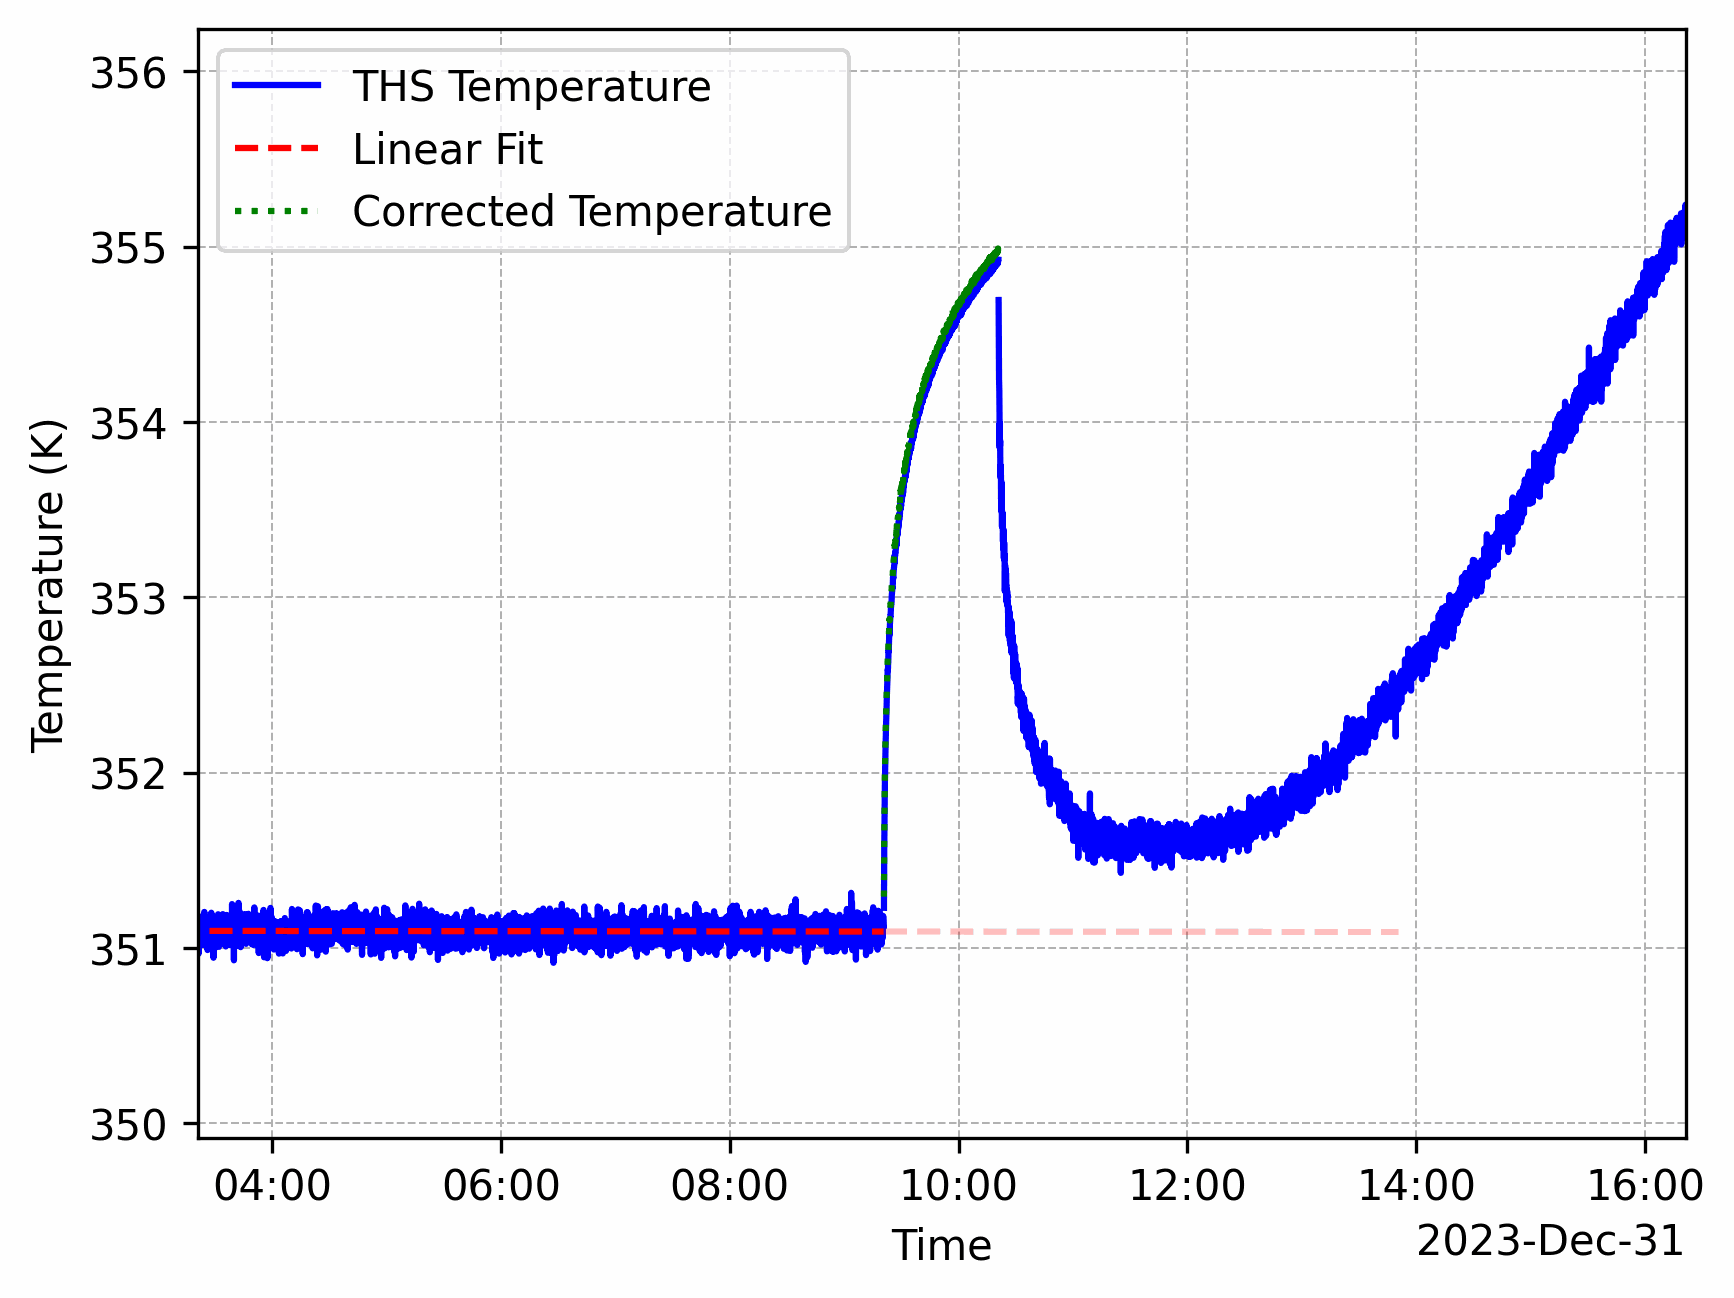 THS Temperature
Linear Fit
Corrected Temperature
356
355
354
353
352
351
350
Temperature (K)
04:00 06:00 08:00 10:00 12:00 14:00 16:00
Time
2023-Dec-31